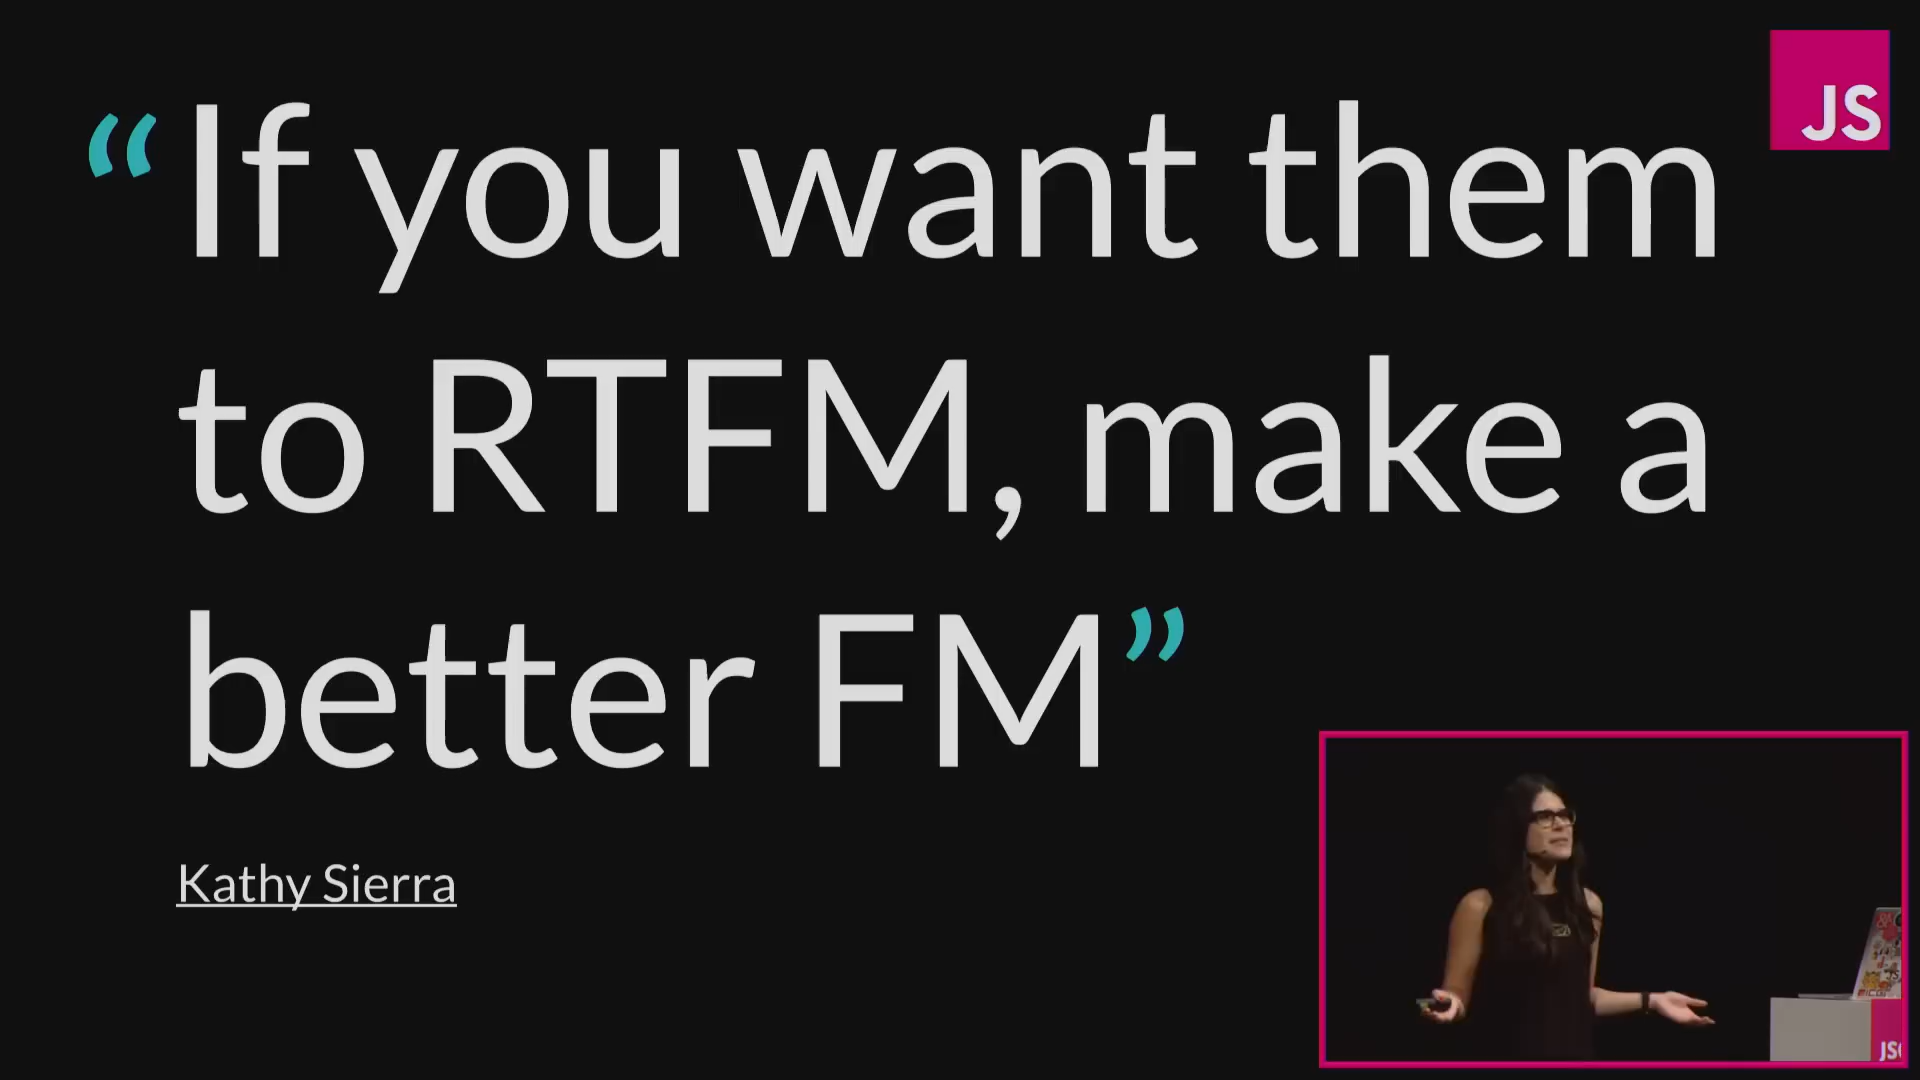 JS
“If you want them
to RTFM, make a
better FM”
Kathy Sierra